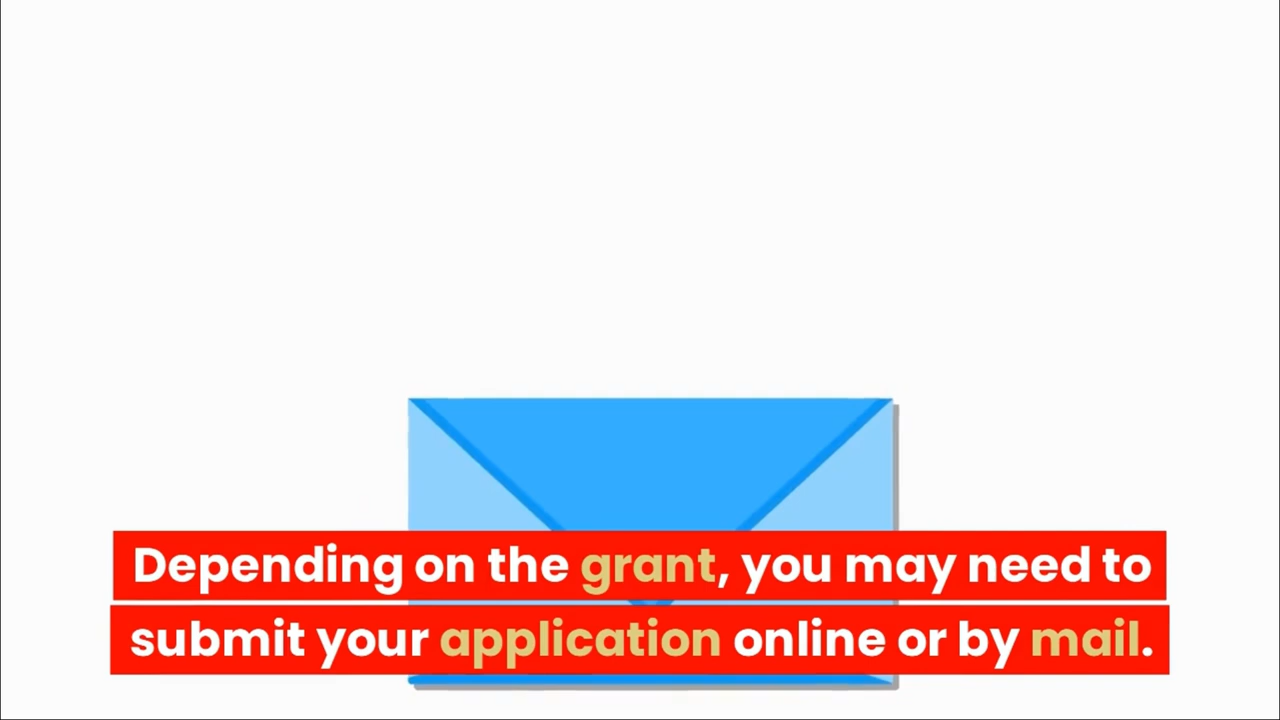 Depending on the grant, you may need to
submit your application online or by mail.